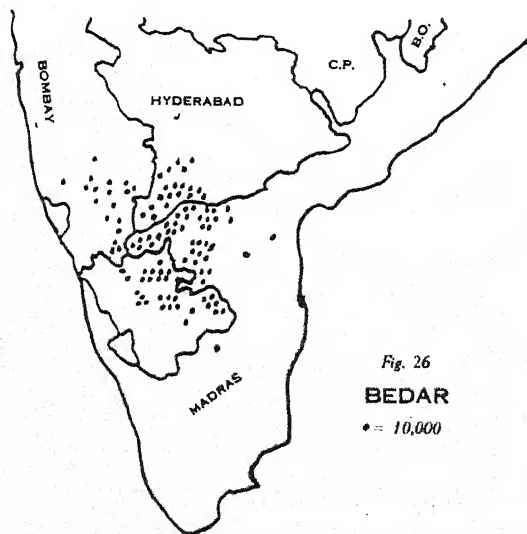 B.O.
C.P.
BOMBAY
HYDERABAD
MADRAS
Fig. 26
BEDAR
• = 10,000